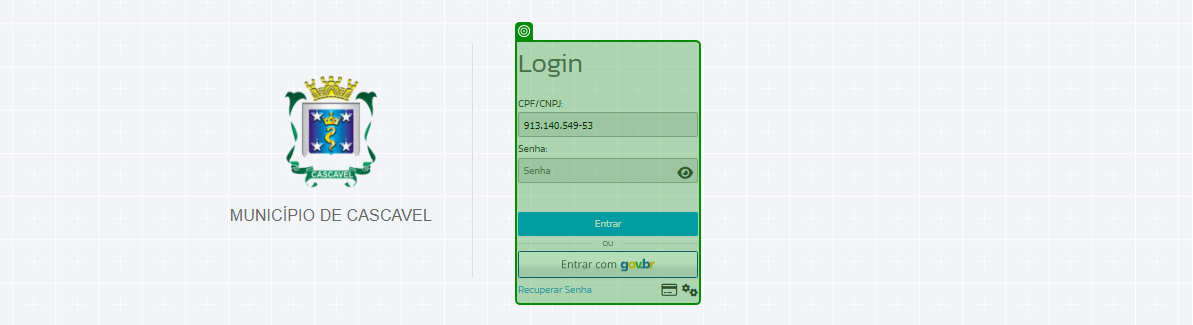 Login
CPF/CNPJ:
913.140.549-53
Senha:
Senha
Entrar
OU
Entrar com gov.br
Recuperar Senha
CASCAVEL
MUNICÍPIO DE CASCAVEL